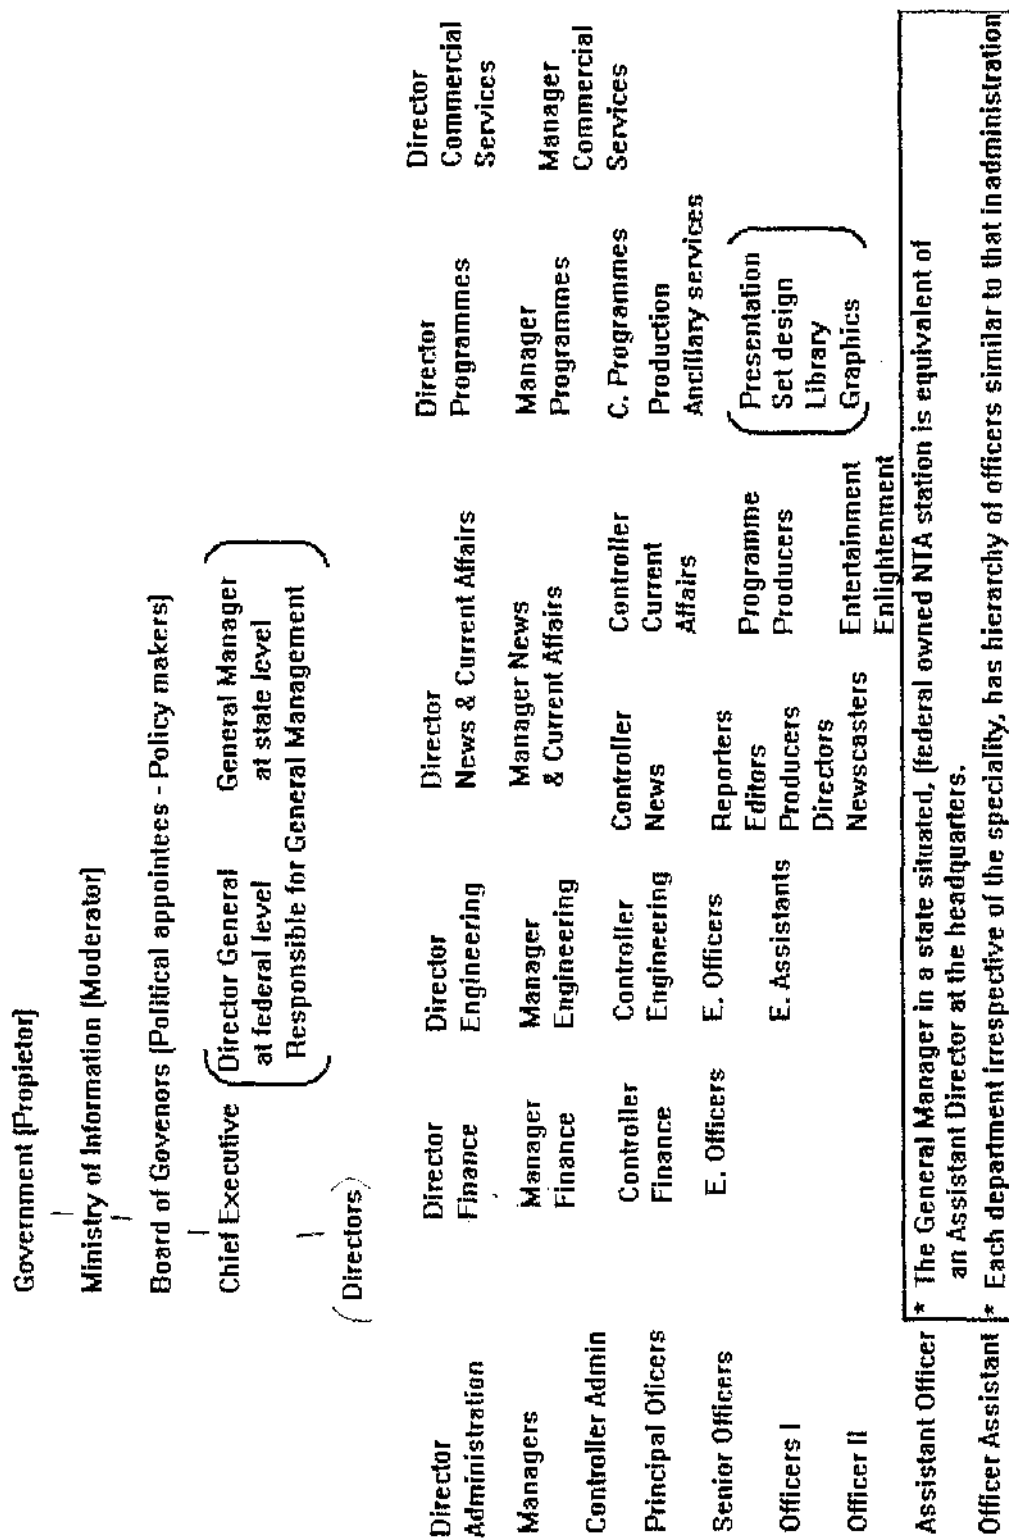 Government (Propietor)
Ministry of Information (Moderator)
Board of Govenors (Political appointees - Policy makers)
Chief Executive
Director General
at federal level
General Manager
at state level
Responsible for General Management
(Directors)
Director
Administration
Managers
Controller Admin
Principal Oficers
Senior Officers
Officers I
Officer II
Assistant Officer
Officer Assistant
Director
Finance
Manager
Finance
Controller
Finance
E. Officers
Director
Engineering
Manager
Engineering
Controller
Engineering
E. Officers
E. Assistants
Director
News & Current Affairs
Manager News
& Current Affairs
Controller
News
Reporters
Editors
Producers
Directors
Newscasters
Controller
Current
Affairs
Programme
Producers
Entertainment
Enlightenment
Director
Programmes
Manager
Programmes
C. Programmes
Production
Ancillary services
Presentation
Set design
Library
Graphics
Director
Commercial
Services
Manager
Commercial
Services
* The General Manager in a state situated, (federal owned NTA station is equivalent of
an Assistant Director at the headquarters.
* Each department irrespective of the speciality, has hierarchy of officers similar to that inadministration